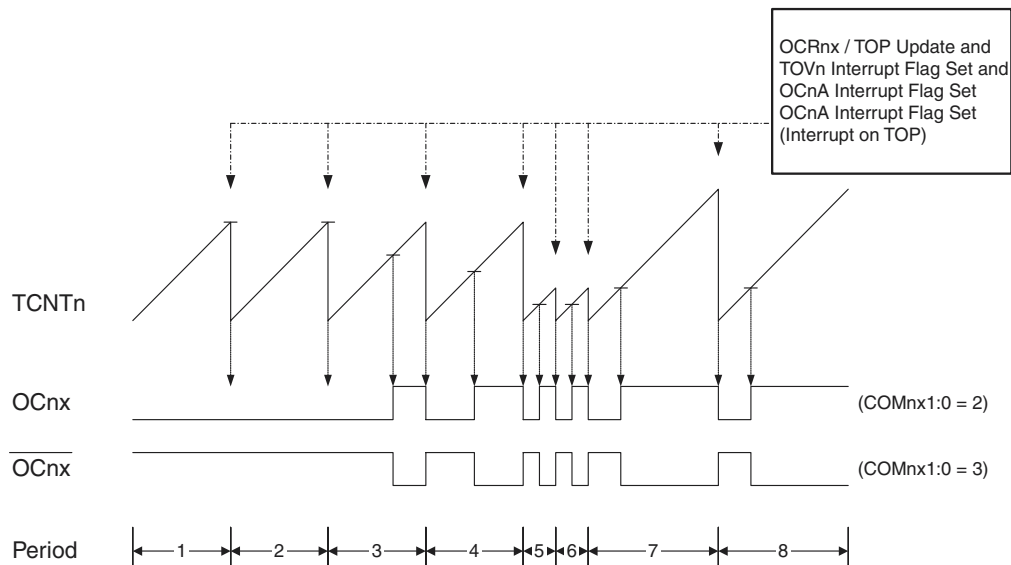 OCRnx / TOP Update and
TOVn Interrupt Flag Set and
OCnA Interrupt Flag Set
OCnA Interrupt Flag Set
(Interrupt on TOP)
TCNTn
OCnx
(COMnx1:0 = 2)
OCnx
(COMnx1:0 = 3)
Period
1 2 3 4 5 6 7 8